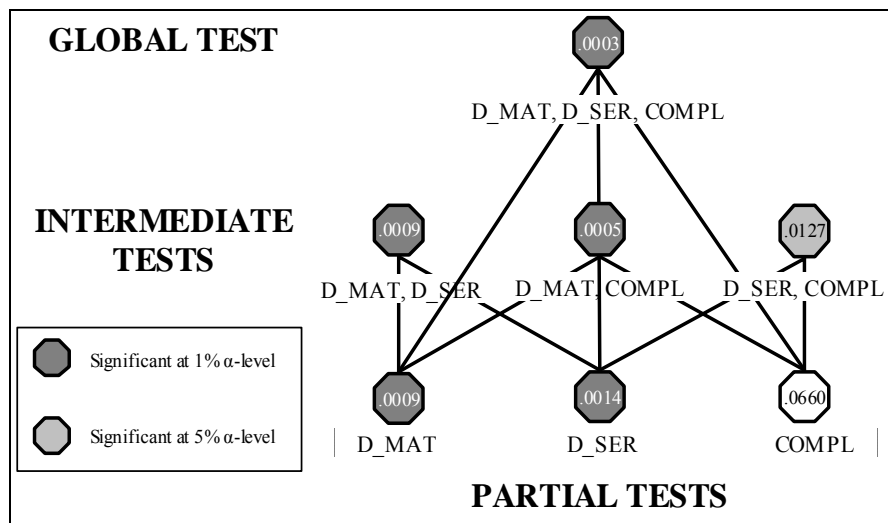 GLOBAL TEST
.0003
D_MAT, D_SER, COMPL
INTERMEDIATE
TESTS
.0009
.0005
.0127
D_MAT, D_SER
D_MAT, COMPL
D_SER, COMPL
Significant at 1% α-level
Significant at 5% α-level
.0009
.0014
.0660
D_MAT
D_SER
COMPL
PARTIAL TESTS